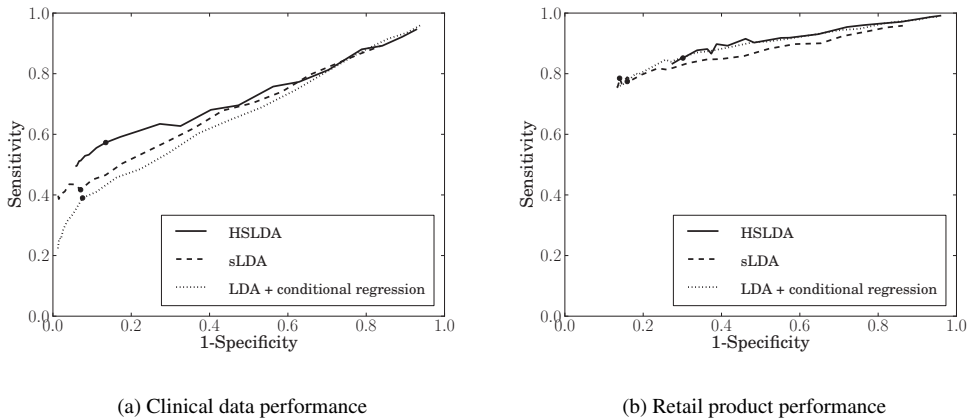 1.0
0.8
0.6
0.4
0.2
0.0
Sensitivity
HSLDA
sLDA
LDA + conditional regression
0.0 0.2 0.4 0.6 0.8 1.0
1-Specificity
(a) Clinical data performance
1.0
0.8
0.6
0.4
0.2
0.0
Sensitivity
HSLDA
sLDA
LDA + conditional regression
0.0 0.2 0.4 0.6 0.8 1.0
1-Specificity
(b) Retail product performance